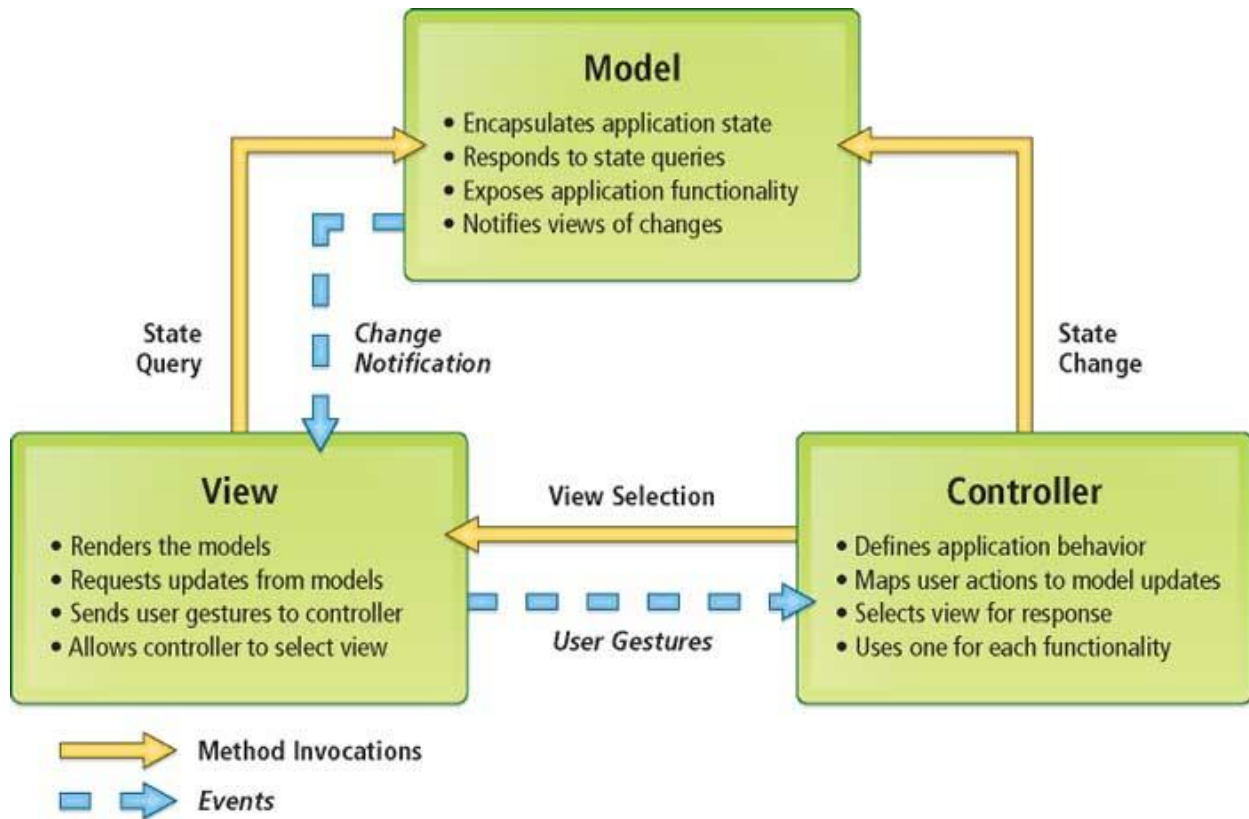 Model
• Encapsulates application state
• Responds to state queries
• Exposes application functionality
• Notifies views of changes
State
Query
Change
Notification
State
Change
View
• Renders the models
• Requests updates from models
• Sends user gestures to controller
• Allows controller to select view
View Selection
User Gestures
Controller
• Defines application behavior
• Maps user actions to model updates
• Selects view for response
• Uses one for each functionality
Method Invocations
Events